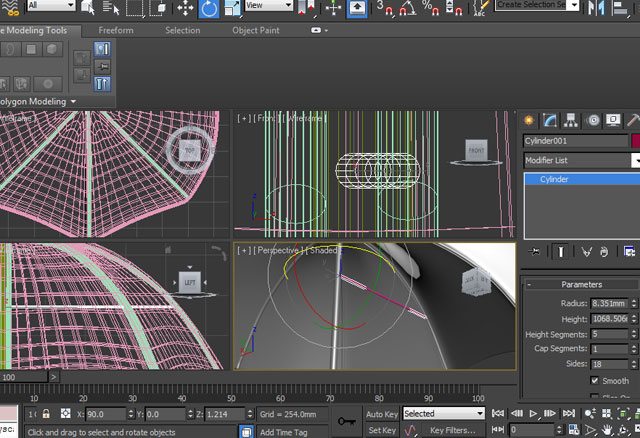 All
View
Create Selection Se
Modeling Tools
Freeform
Selection
Object Paint
Polygon Modeling
TOP
[ + ] [ Front ] [ Wireframe ]
FRONT
Cylinder001
Modifier List
Cylinder
LEFT
[ + ] [ Perspective ] [ Shaded
Parameters
Radius: 8.351mm
Height: 1068.506
Height Segments: 5
Cap Segments: 1
Sides: 18
Smooth
100
10 20 30 40 50 60 70 80 90 100
X: 90.0 Y: 0.0 Z: 1.214 Grid = 254.0mm
Auto Key Selected
Click and drag to select and rotate objects
Add Time Tag
Set Key Key Filters...
0